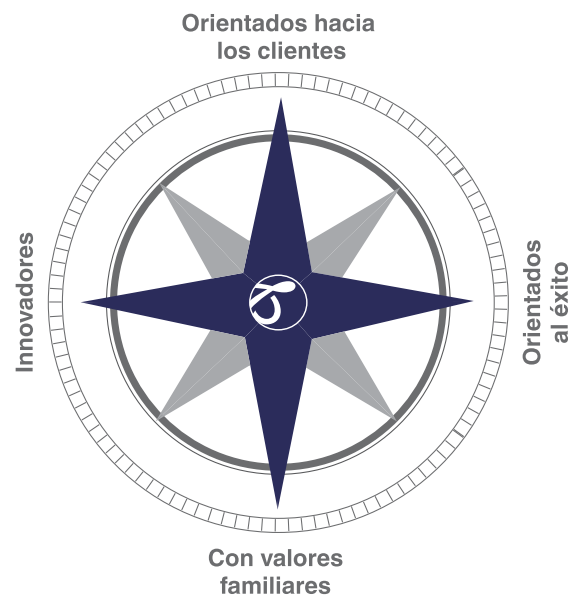 Orientados hacia
los clientes
Innovadores
Orientados
al éxito
Con valores
familiares